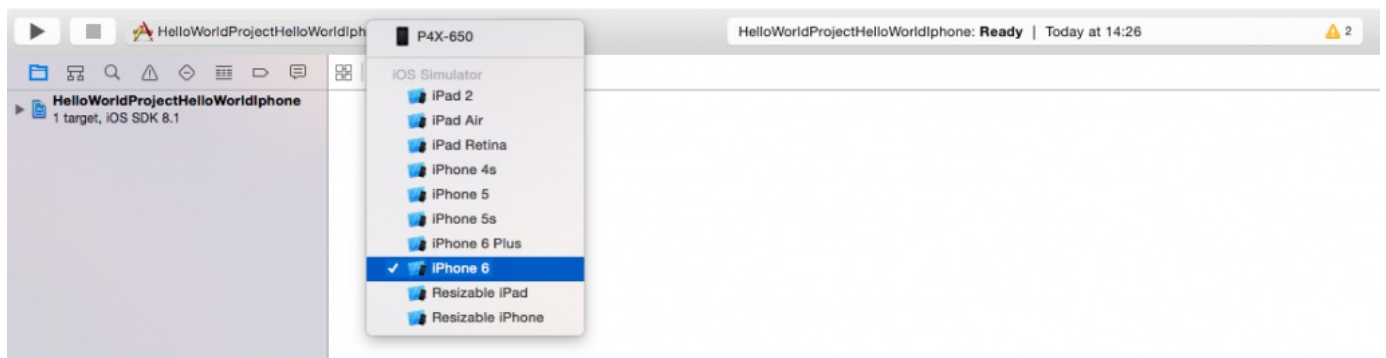 HelloWorldProjectHelloWorldIph
P4X-650
HelloWorldProjectHelloWorldIphone: Ready | Today at 14:26
2
iOS Simulator
iPad 2
iPad Air
iPad Retina
iPhone 4s
iPhone 5
iPhone 5s
iPhone 6 Plus
✓ iPhone 6
Resizable iPad
Resizable iPhone
HelloWorldProjectHelloWorldIphone
1 target, iOS SDK 8.1